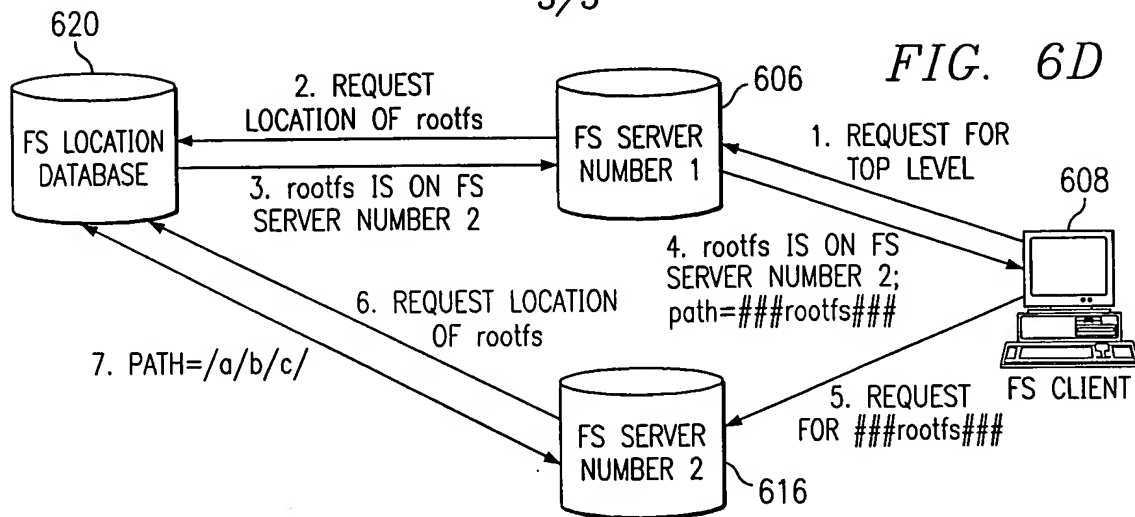 5/5
620
FIG. 6D
606
2. REQUEST
LOCATION OF rootfs
FS LOCATION
DATABASE
FS SERVER
NUMBER 1
1. REQUEST FOR
TOP LEVEL
3. rootfs IS ON FS
SERVER NUMBER 2
608
4. rootfs IS ON FS
SERVER NUMBER 2;
path=###rootfs###
6. REQUEST LOCATION
OF rootfs
7. PATH=/a/b/c/
FS CLIENT
5. REQUEST
FOR ###rootfs###
FS SERVER
NUMBER 2
616